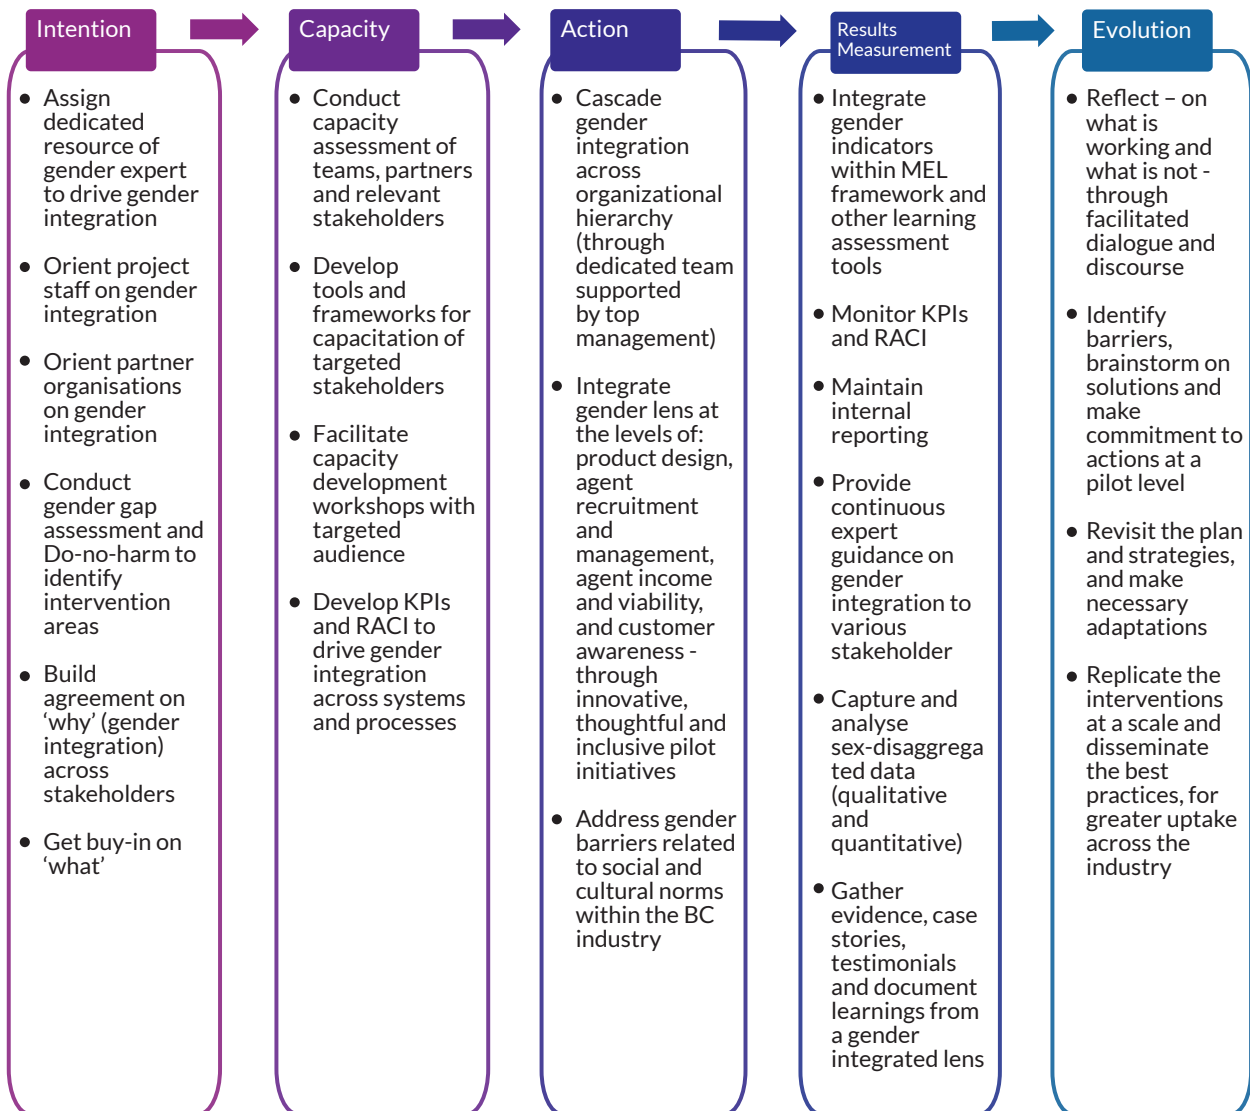 Intention
Assign
dedicated
resource of
gender expert
to drive gender
integration
Orient project
staff on gender
integration
Orient partner
organisations
on gender
integration
Conduct
gender gap
assessment and
Do-no-harm to
identify
intervention
areas
Build
agreement on
‘why’ (gender
integration)
across
stakeholders
Get buy-in on
‘what’
Capacity
Conduct
capacity
assessment of
teams, partners
and relevant
stakeholders
Develop
tools and
frameworks for
capacitation of
targeted
stakeholders
Facilitate
capacity
development
workshops with
targeted
audience
Develop KPIs
and RACI to
drive gender
integration
across systems
and processes
Action
Cascade
gender
integration
across
organizational
hierarchy
(through
dedicated team
supported
by top
management)
Integrate
gender lens at
the levels of:
product design,
agent
recruitment
and
management,
agent income
and viability,
and customer
awareness -
through
innovative,
thoughtful and
inclusive pilot
initiatives
Address gender
barriers related
to social and
cultural norms
within the BC
industry
Results
Measurement
Integrate
gender
indicators
within MEL
framework and
other learning
assessment
tools
Monitor KPIs
and RACI
Maintain
internal
reporting
Provide
continuous
expert
guidance on
gender
integration to
various
stakeholder
Capture and
analyse
sex-disaggrega
ted data
(qualitative
and
quantitative)
Gather
evidence, case
stories,
testimonials
and document
learnings from
a gender
integrated lens
Evolution
Reflect – on
what is
working and
what is not -
through
facilitated
dialogue and
discourse
Identify
barriers,
brainstorm on
solutions and
make
commitment to
actions at a
pilot level
Revisit the plan
and strategies,
and make
necessary
adaptations
Replicate the
interventions
at a scale and
disseminate
the best
practices, for
greater uptake
across the
industry